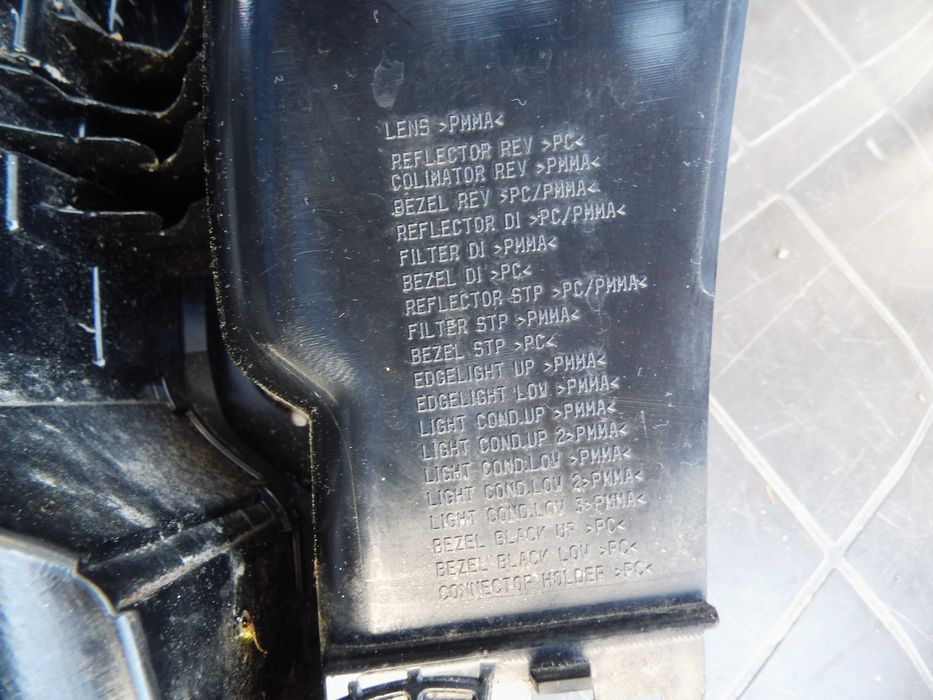 LENS >PMMA<
REFLECTOR REV >PC<
COLIMATOR REV >PMMA<
BEZEL REV >PC/PMMA<
REFLECTOR DI >PC/PMMA<
FILTER DI >PMMA<
BEZEL DI >PC<
REFLECTOR STP >PC/PMMA<
FILTER STP >PMMA<
BEZEL STP >PC<
EDGELIGHT UP >PMMA<
EDGELIGHT LOW >PMMA<
LIGHT COND.UP >PMMA<
LIGHT COND.UP 2>PMMA<
LIGHT COND.LOW >PMMA<
LIGHT COND.LOW 2>PMMA<
LIGHT COND.LOW 3>PMMA<
BEZEL BLACK UP >PC<
BEZEL BLACK LOW >PC<
CONNECTOR HOLDER >PC<